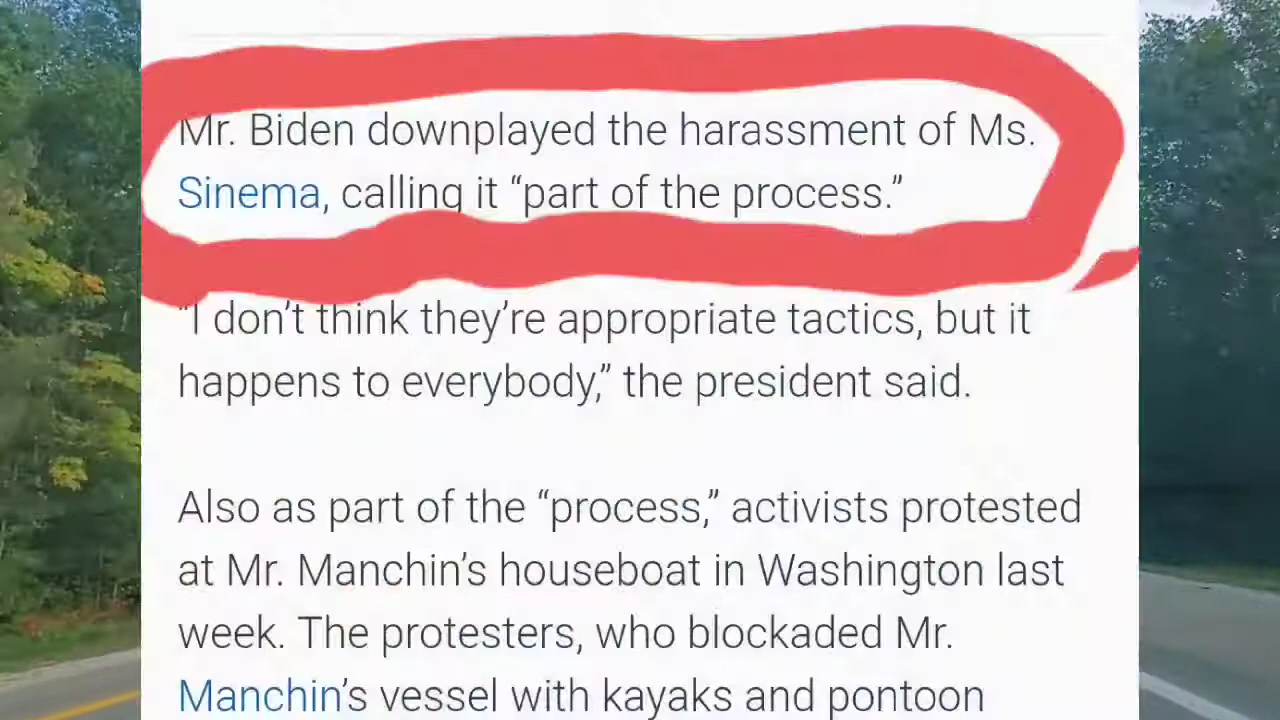 Mr. Biden downplayed the harassment of Ms.
Sinema, calling it “part of the process.”
“I don’t think they’re appropriate tactics, but it
happens to everybody,” the president said.
Also as part of the “process,” activists protested
at Mr. Manchin’s houseboat in Washington last
week. The protesters, who blockaded Mr.
Manchin’s vessel with kayaks and pontoon